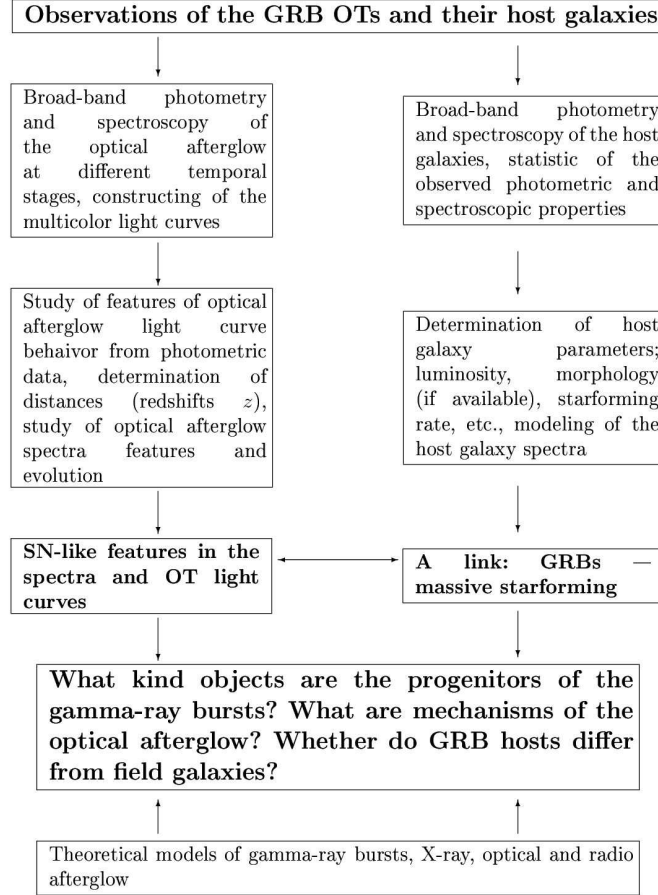 Observations of the GRB OTs and their host galaxies
Broad-band photometry
and spectroscopy of
the optical afterglow
at different temporal
stages, constructing of the
multicolor light curves
Broad-band photometry
and spectroscopy of the host
galaxies, statistic of the
observed photometric and
spectroscopic properties
Study of features of optical
afterglow light curve
behaivor from photometric
data, determination of
distances (redshifts z),
study of optical afterglow
spectra features and
evolution
Determination of host
galaxy parameters;
luminosity, morphology
(if available), starforming
rate, etc., modeling of the
host galaxy spectra
SN-like features in the
spectra and OT light
curves
A link: GRBs —
massive starforming
What kind objects are the progenitors of the
gamma-ray bursts? What are mechanisms of the
optical afterglow? Whether do GRB hosts differ
from field galaxies?
Theoretical models of gamma-ray bursts, X-ray, optical and radio
afterglow